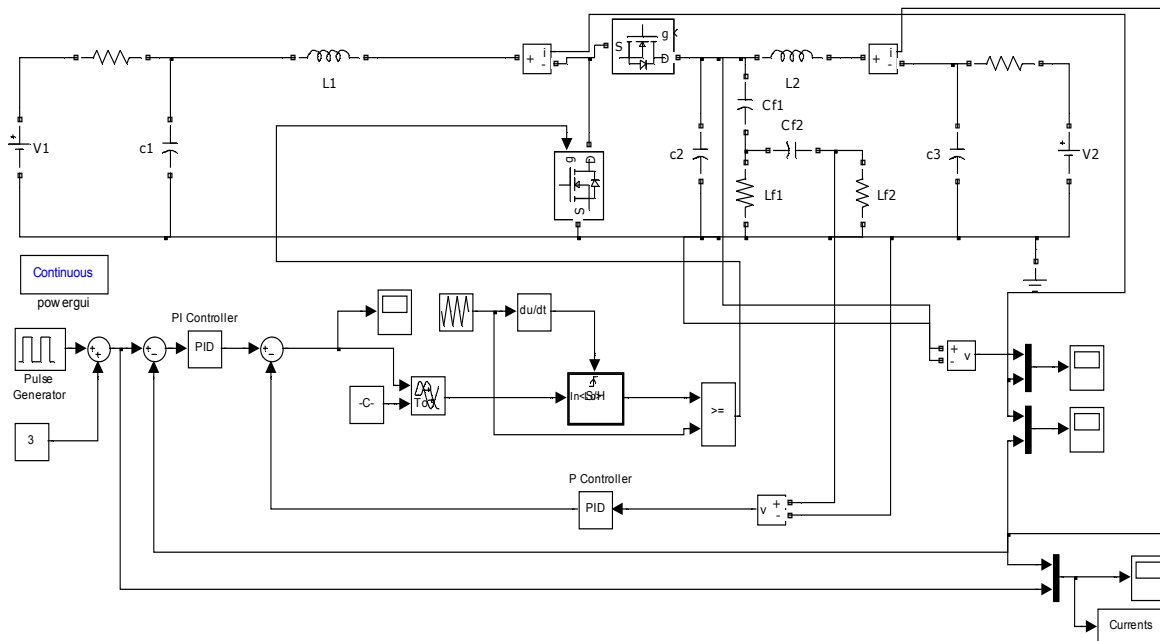 i
g
S
D
i
L1
L2
Cf1
Cf2
V1
c1
c2
c3
V2
g
D
S
Lf1
Lf2
Continuous
powergui
PI Controller
PID
du/dt
v
Pulse
Generator
-C-
In
S/H
>=
3
P Controller
PID
v
Currents